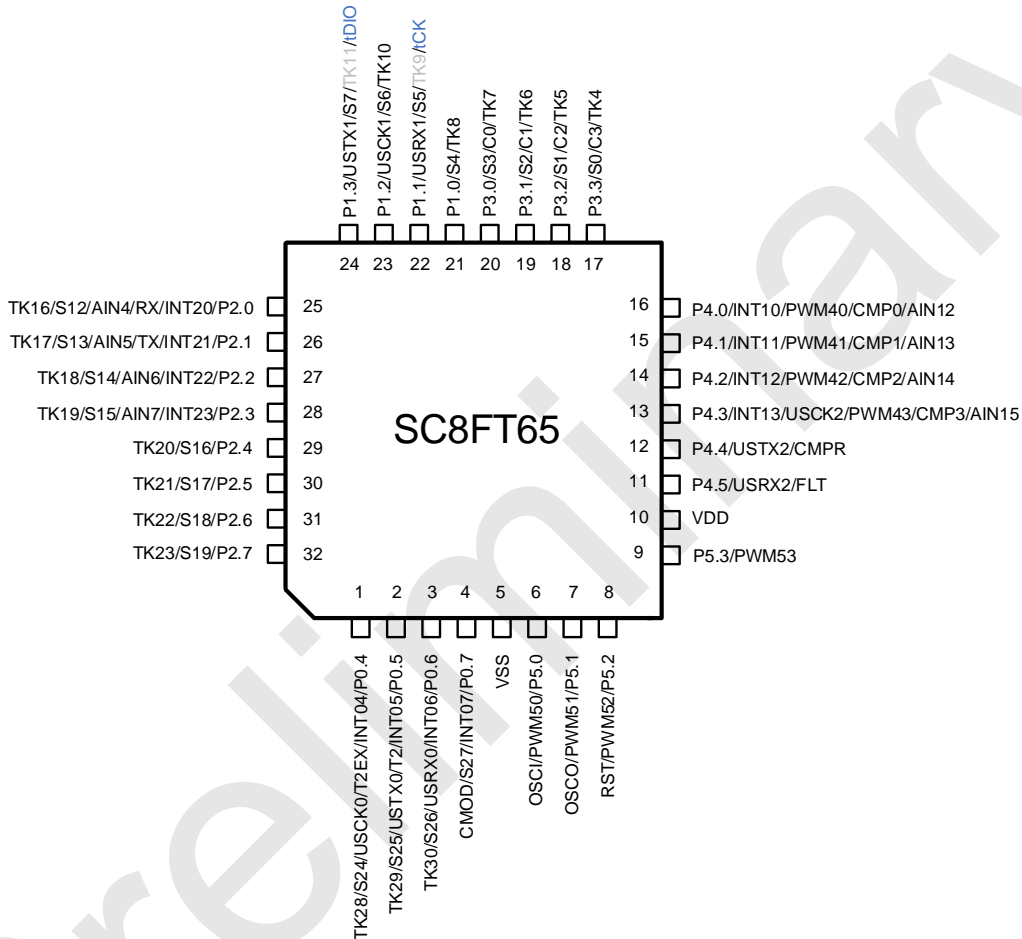 P1.3/USTX1/S7/TK11/tDIO
P1.2/USCK1/S6/TK10
P1.1/USRX1/S5/TK9/tCK
P1.0/S4/TK8
P3.0/S3/C0/TK7
P3.1/S2/C1/TK6
P3.2/S1/C2/TK5
P3.3/S0/C3/TK4
24
23
22
21
20
19
18
17
TK16/S12/AIN4/RX/INT20/P2.0
25
TK17/S13/AIN5/TX/INT21/P2.1
26
TK18/S14/AIN6/INT22/P2.2
27
TK19/S15/AIN7/INT23/P2.3
28
TK20/S16/P2.4
29
TK21/S17/P2.5
30
TK22/S18/P2.6
31
TK23/S19/P2.7
32
SC8FT65
16
P4.0/INT10/PWM40/CMP0/AIN12
15
P4.1/INT11/PWM41/CMP1/AIN13
14
P4.2/INT12/PWM42/CMP2/AIN14
13
P4.3/INT13/USCK2/PWM43/CMP3/AIN15
12
P4.4/USTX2/CMPR
11
P4.5/USRX2/FLT
10
VDD
9
P5.3/PWM53
1
2
3
4
5
6
7
8
TK28/S24/USCK0/T2EX/INT04/P0.4
TK29/S25/USTX0/T2/INT05/P0.5
TK30/S26/USRX0/INT06/P0.6
CMOD/S27/INT07/P0.7
VSS
OSCI/PWM50/P5.0
OSCO/PWM51/P5.1
RST/PWM52/P5.2
Preliminary